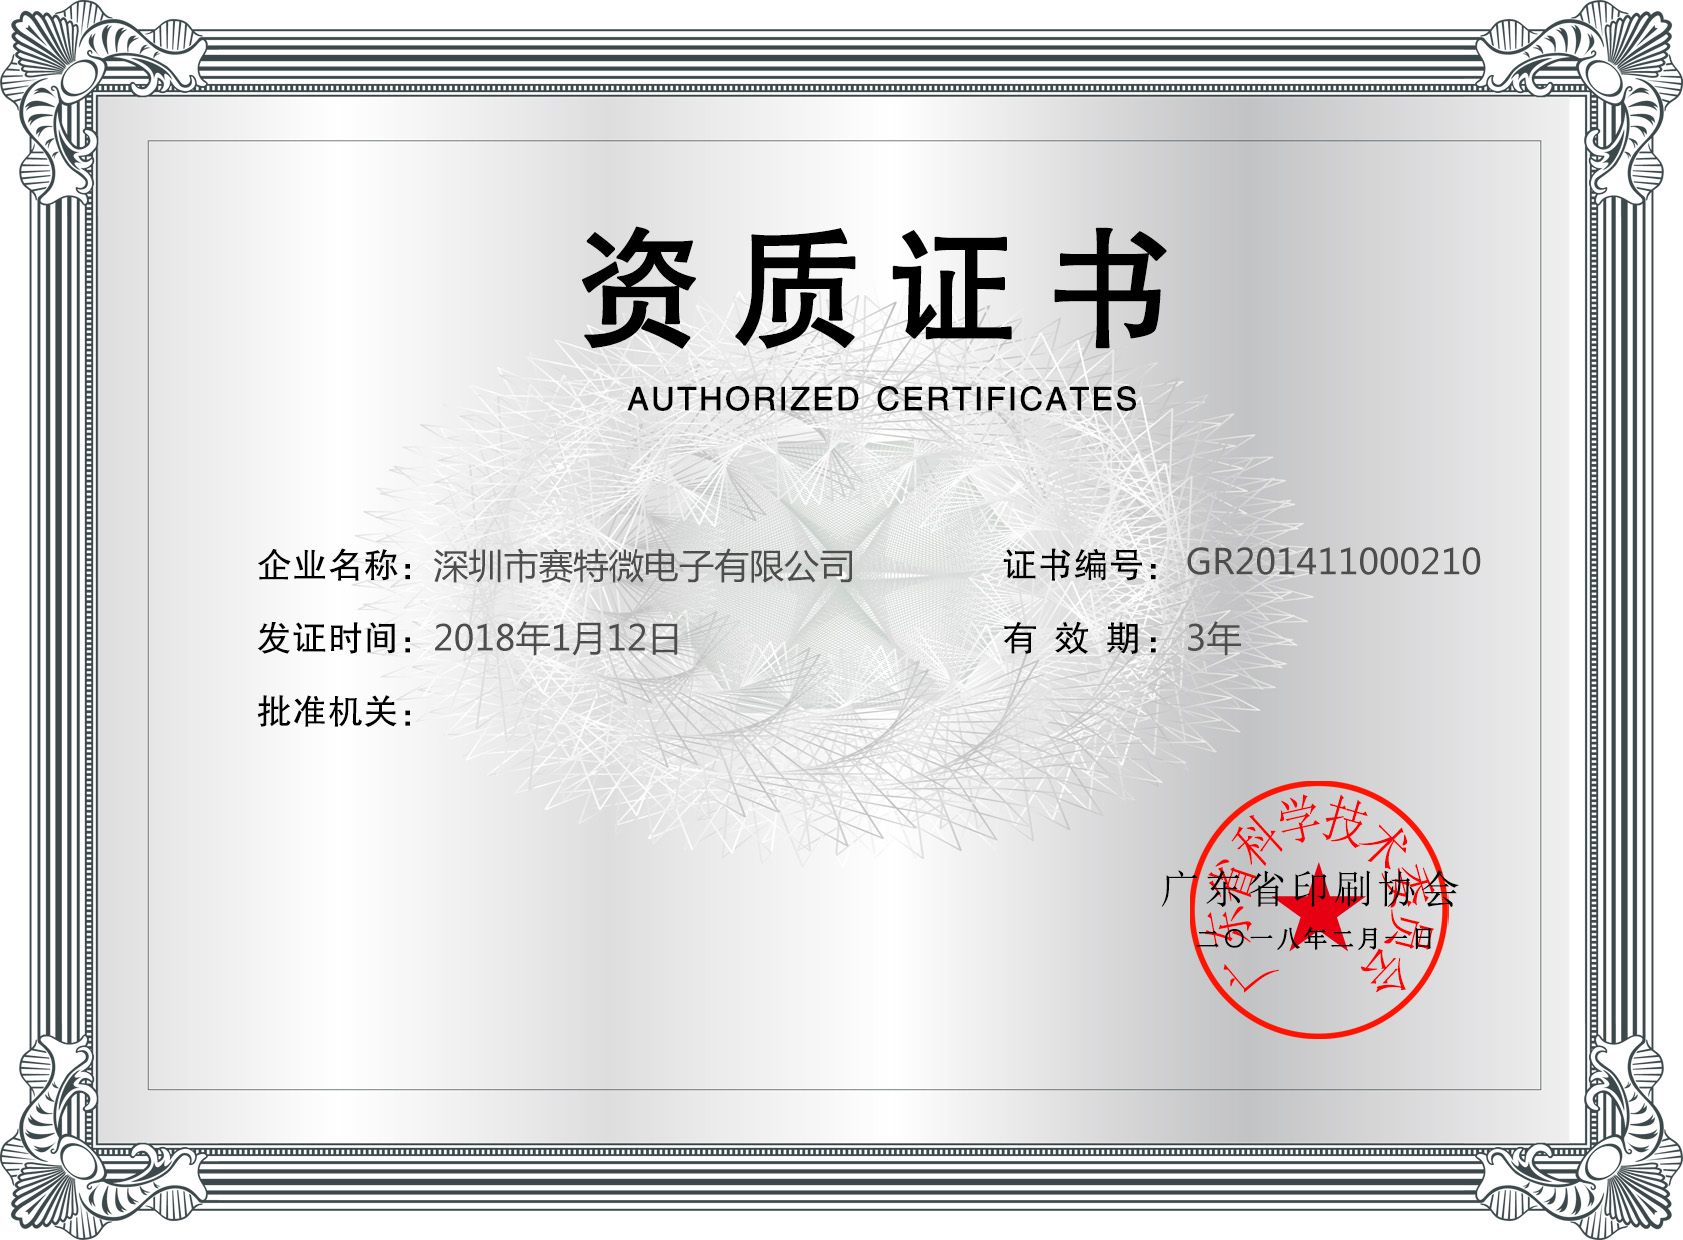 资质证书
AUTHORIZED CERTIFICATES
企业名称：深圳市赛特微电子有限公司
证书编号：GR201411000210
发证时间：2018年1月12日
有效期：3年
批准机关：
广东省科学技术委员会
广东省印刷协会
二〇一八年二月一日